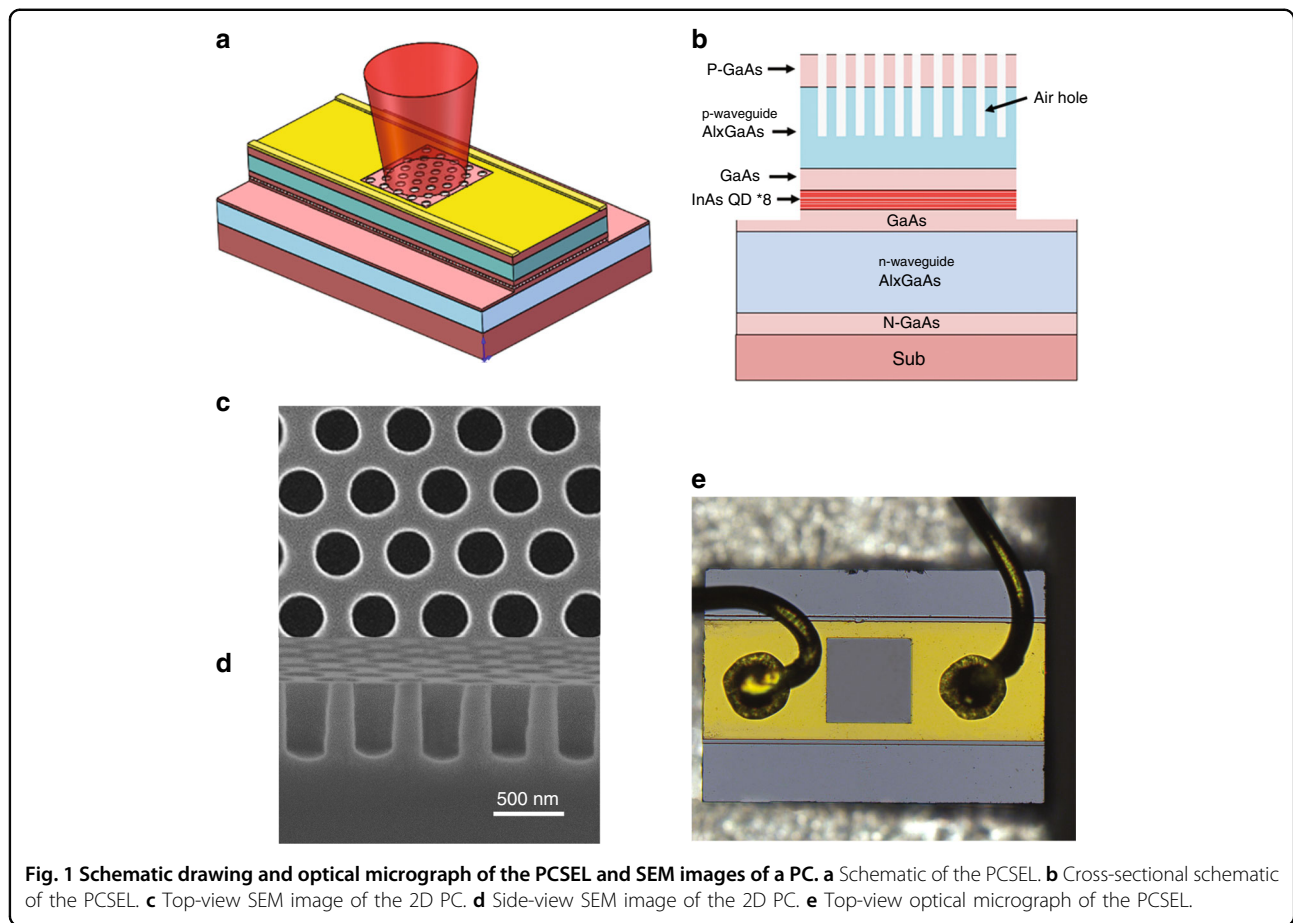 a
b
P-GaAs
Air hole
p-waveguide
AlxGaAs
GaAs
InAs QD *8
GaAs
n-waveguide
AlxGaAs
N-GaAs
Sub
c
d
e
500 nm
Fig. 1 Schematic drawing and optical micrograph of the PCSEL and SEM images of a PC. a Schematic of the PCSEL. b Cross-sectional schematic
of the PCSEL. c Top-view SEM image of the 2D PC. d Side-view SEM image of the 2D PC. e Top-view optical micrograph of the PCSEL.